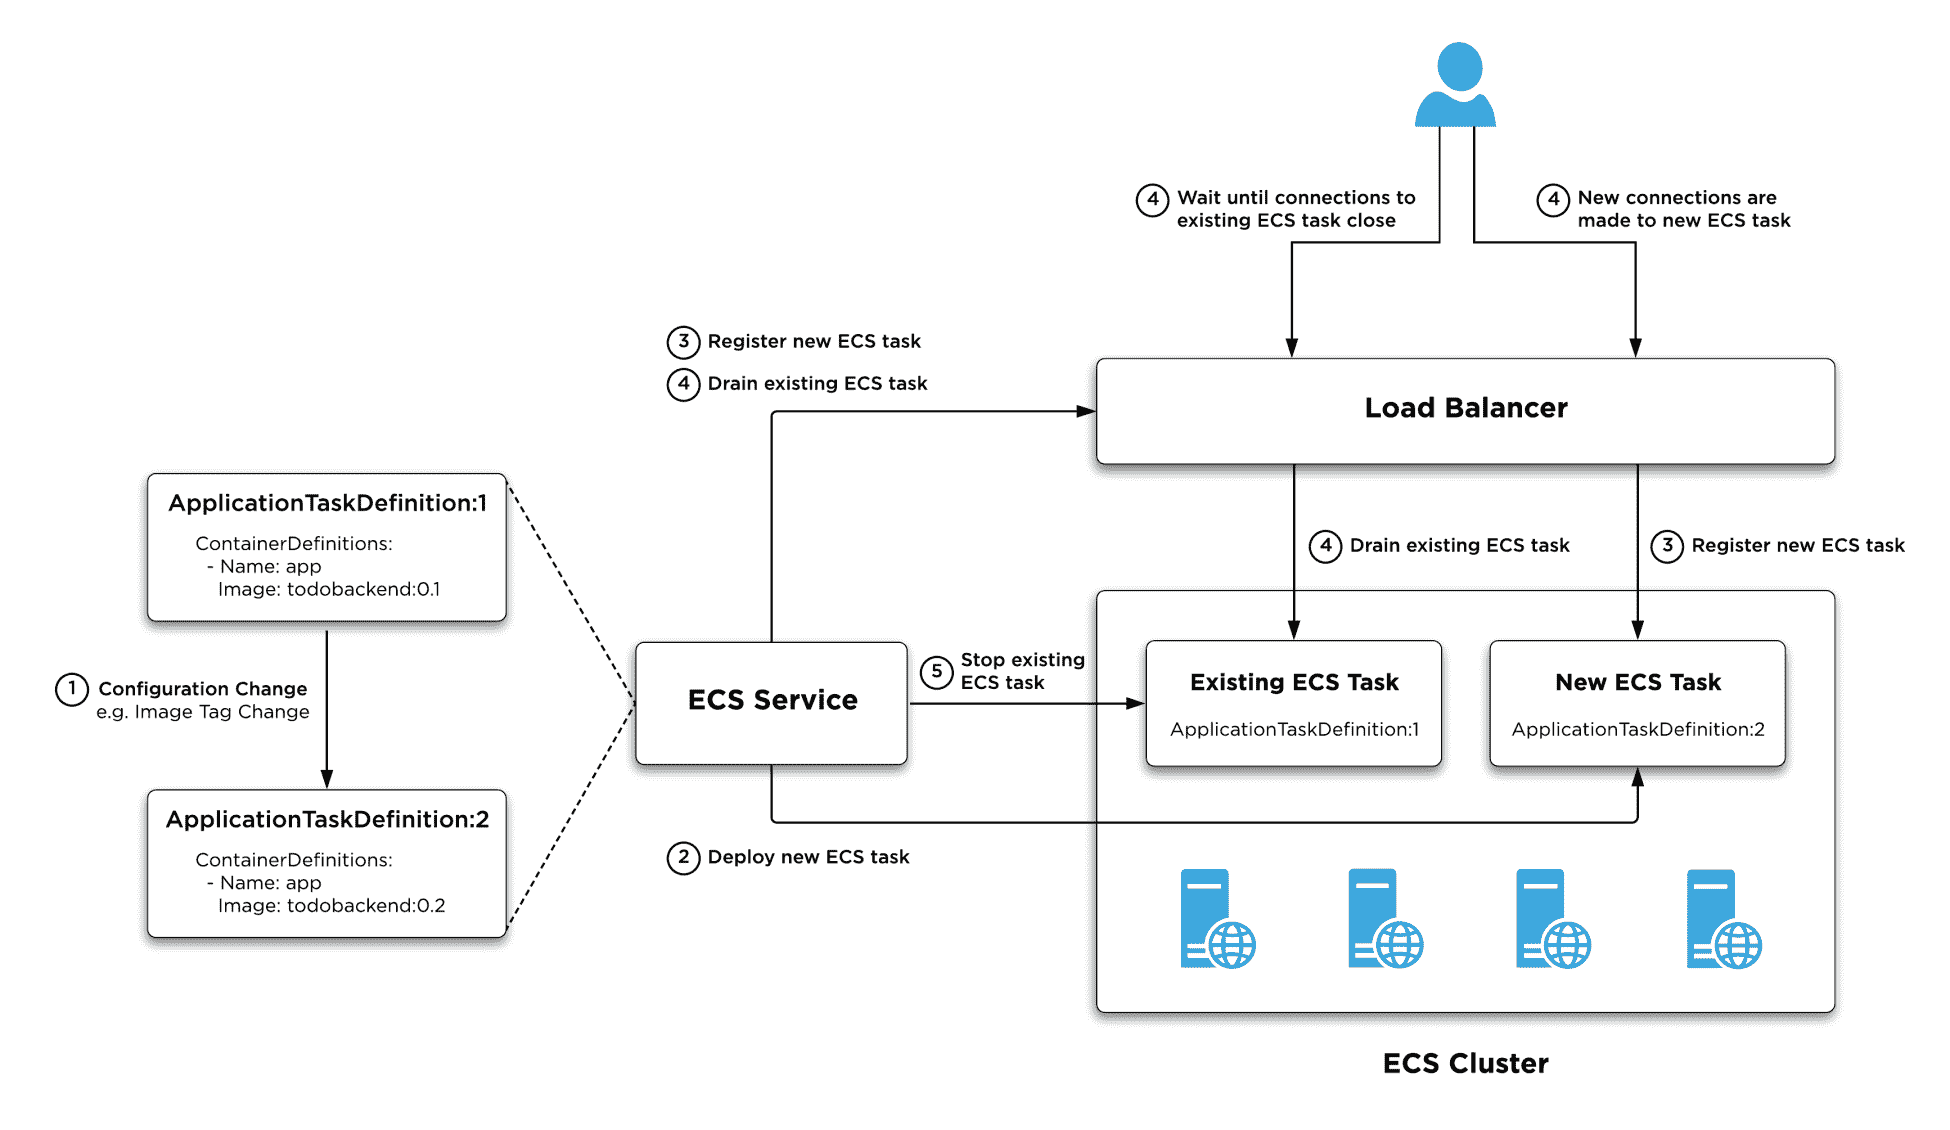 4 Wait until connections to
existing ECS task close
4 New connections are
made to new ECS task
3 Register new ECS task
4 Drain existing ECS task
Load Balancer
ApplicationTaskDefinition:1
ContainerDefinitions:
- Name: app
Image: todobackend:0.1
4 Drain existing ECS task
3 Register new ECS task
1 Configuration Change
e.g. Image Tag Change
ECS Service
5 Stop existing
ECS task
Existing ECS Task
ApplicationTaskDefinition:1
New ECS Task
ApplicationTaskDefinition:2
ApplicationTaskDefinition:2
ContainerDefinitions:
- Name: app
Image: todobackend:0.2
2 Deploy new ECS task
ECS Cluster